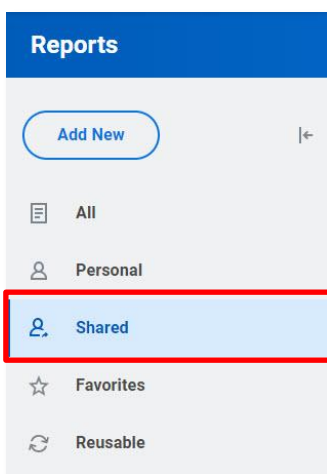 Reports
Add New
All
Personal
Shared
Favorites
Reusable